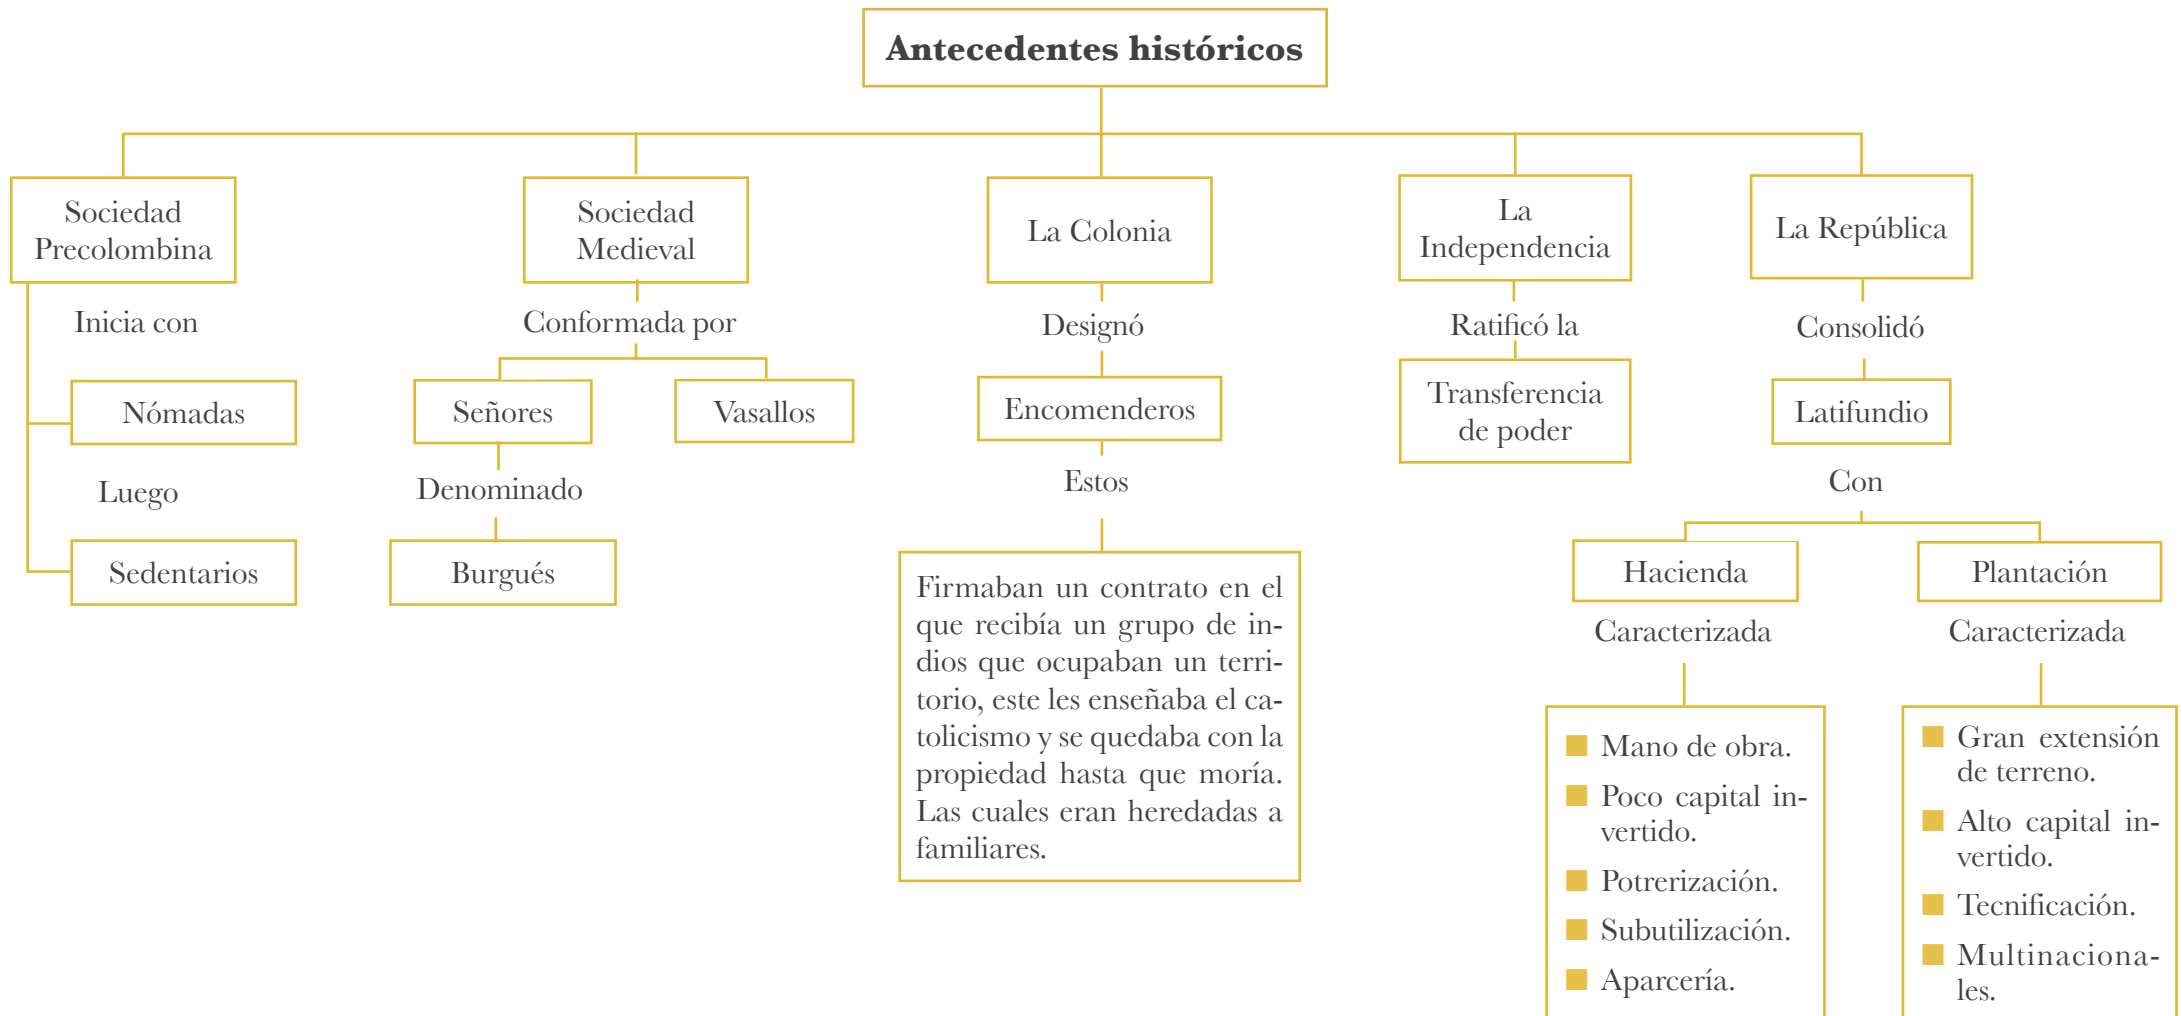 Antecedentes históricos
Sociedad
Precolombina
Inicia con
Nómadas
Luego
Sedentarios
Sociedad
Medieval
Conformada por
Señores
Vasallos
Denominado
Burgués
La Colonia
Designó
Encomenderos
Estos
Firmaban un contrato en el
que recibía un grupo de in-
dios que ocupaban un terri-
torio, este les enseñaba el ca-
tolicismo y se quedaba con la
propiedad hasta que moría.
Las cuales eran heredadas a
familiares.
La
Independencia
Ratificó la
Transferencia
de poder
La República
Consolidó
Latifundio
Con
Hacienda
Caracterizada
Mano de obra.
Poco capital in-
vertido.
Potrerización.
Subutilización.
Aparcería.
Plantación
Caracterizada
Gran extensión
de terreno.
Alto capital in-
vertido.
Tecnificación.
Multinaciona-
les.